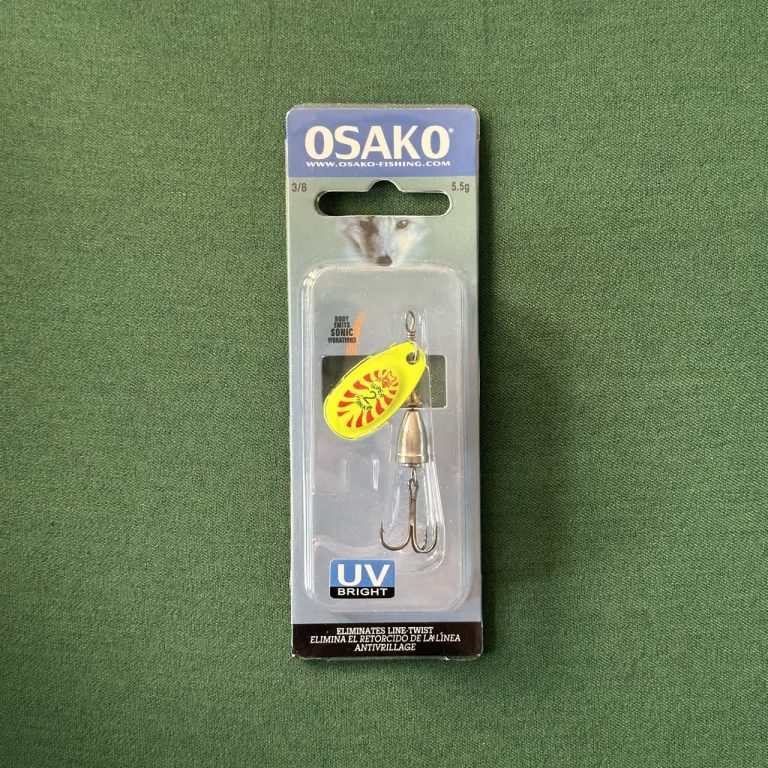 OSAKO®
WWW.OSAKO-FISHING.COM
3/8 5.5g
BODY
EMITS
SONIC
VIBRATIONS
SUPER
2
UV
BRIGHT
ELIMINATES LINE-TWIST
ELIMINA EL RETORCIDO DE LA LÍNEA
ANTIVRILLAGE